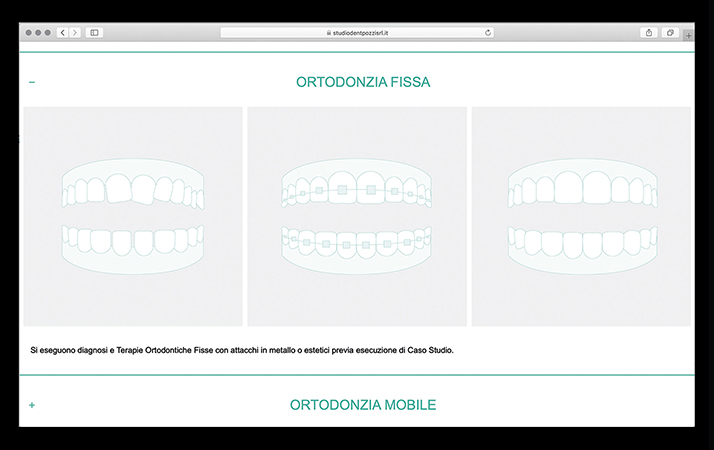 studiodentpozzisrl.it
ORTODONZIA FISSA
Si eseguono diagnosi e Terapie Ortodontiche Fisse con attacchi in metallo o estetici previa esecuzione di Caso Studio.
ORTODONZIA MOBILE